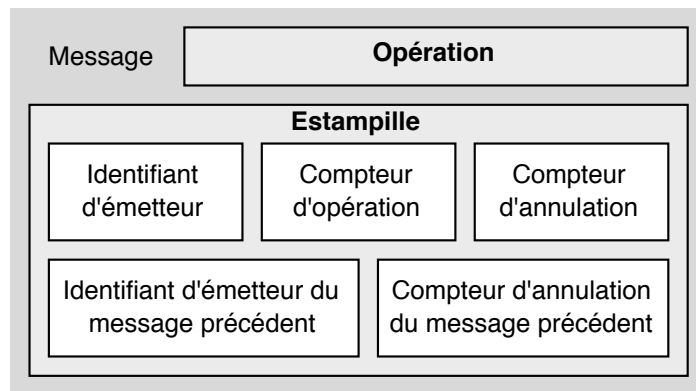 Message
Opération
Estampille
Identifiant
d'émetteur
Compteur
d'opération
Compteur
d'annulation
Identifiant d'émetteur du
message précédent
Compteur d'annulation
du message précédent